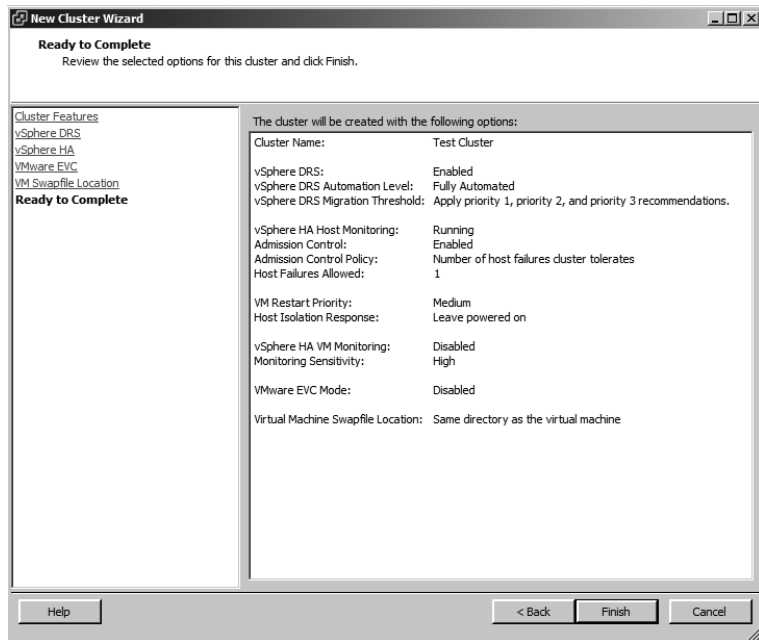 New Cluster Wizard
Ready to Complete
Review the selected options for this cluster and click Finish.
Cluster Features
vSphere DRS
vSphere HA
VMware EVC
VM Swapfile Location
Ready to Complete
The cluster will be created with the following options:
Cluster Name: Test Cluster
vSphere DRS: Enabled
vSphere DRS Automation Level: Fully Automated
vSphere DRS Migration Threshold: Apply priority 1, priority 2, and priority 3 recommendations.
vSphere HA Host Monitoring: Running
Admission Control: Enabled
Admission Control Policy: Number of host failures cluster tolerates
Host Failures Allowed: 1
VM Restart Priority: Medium
Host Isolation Response: Leave powered on
vSphere HA VM Monitoring: Disabled
Monitoring Sensitivity: High
VMware EVC Mode: Disabled
Virtual Machine Swapfile Location: Same directory as the virtual machine
Help
< Back
Finish
Cancel